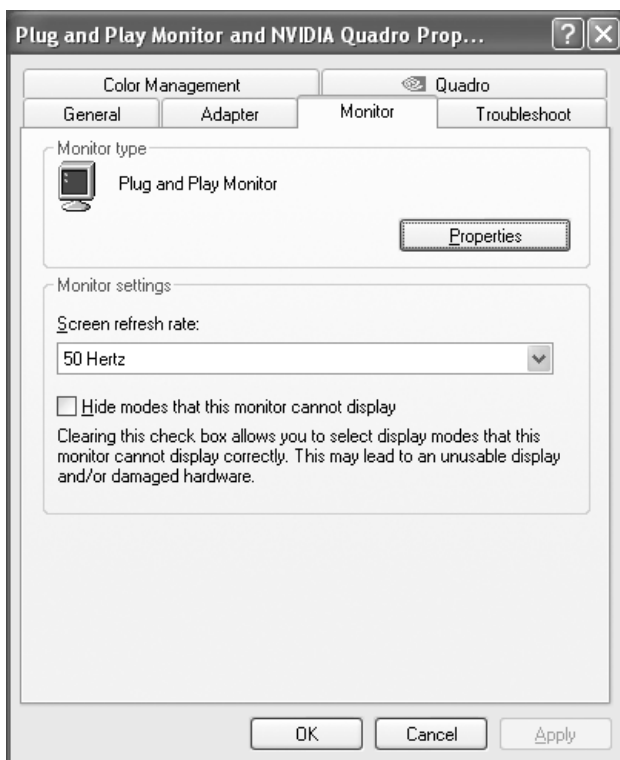 Plug and Play Monitor and NVIDIA Quadro Prop...
Color Management
Quadro
General
Adapter
Monitor
Troubleshoot
Monitor type
Plug and Play Monitor
Properties
Monitor settings
Screen refresh rate:
50 Hertz
Hide modes that this monitor cannot display
Clearing this check box allows you to select display modes that this
monitor cannot display correctly. This may lead to an unusable display
and/or damaged hardware.
OK
Cancel
Apply